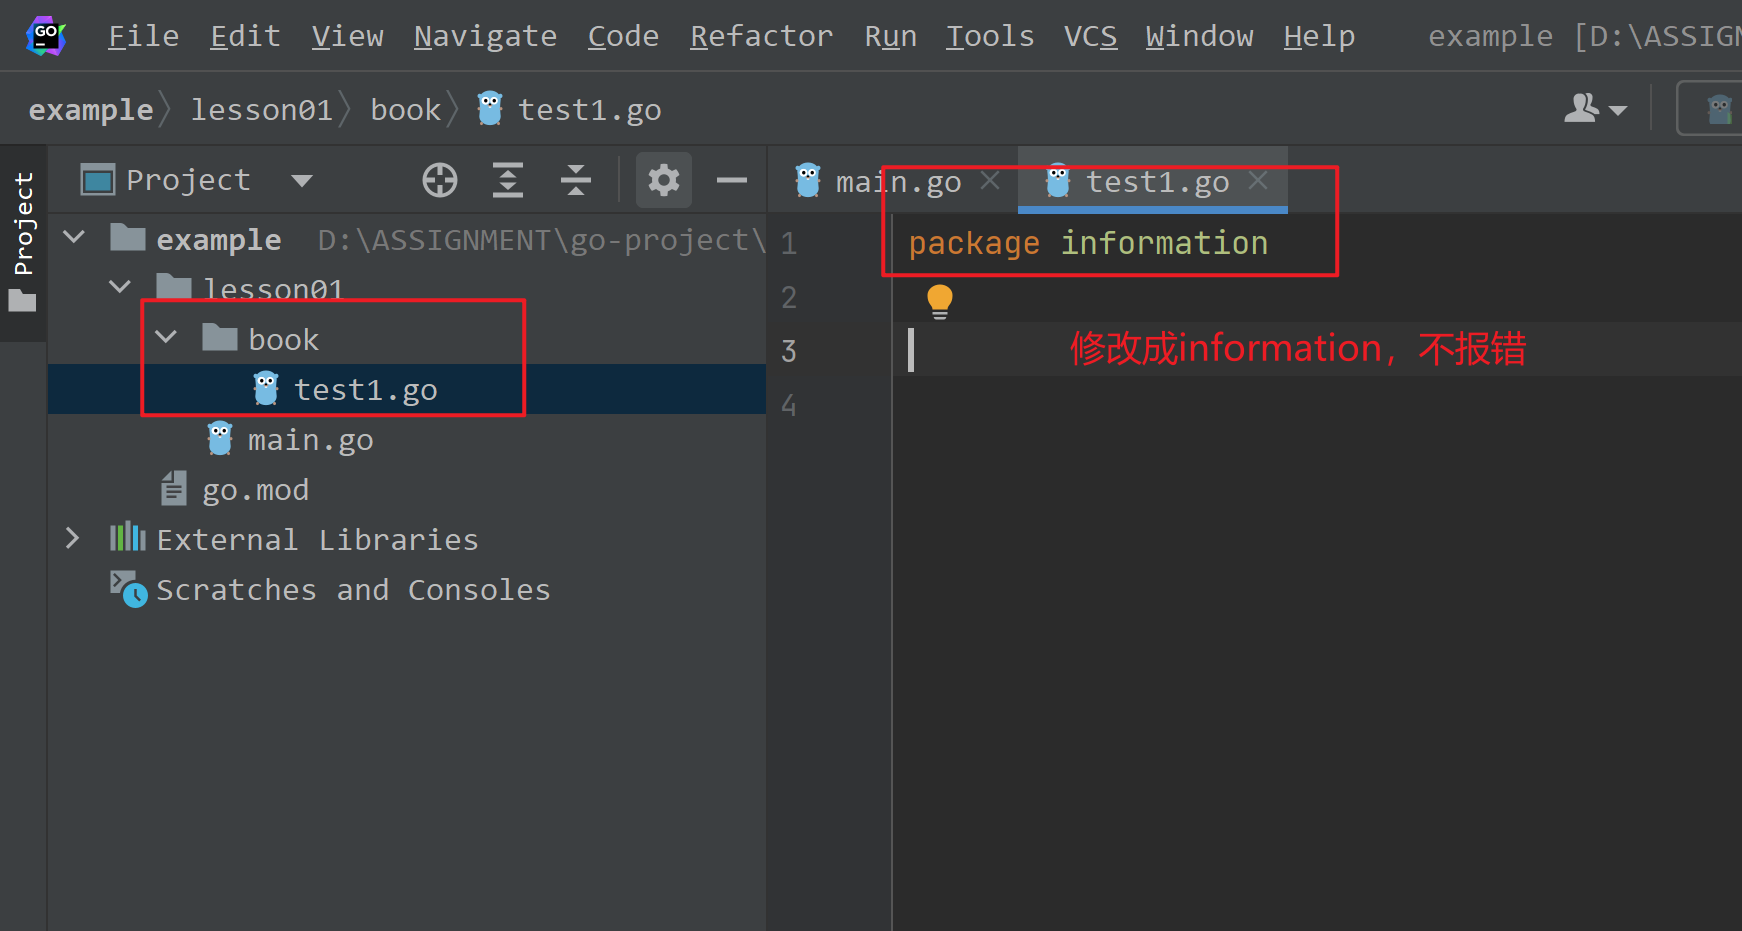 GO File Edit View Navigate Code Refactor Run Tools VCS Window Help example [D:\ASSIGN
example lesson01 book test1.go
Project
Project
main.go test1.go
example D:\ASSIGNMENT\go-project\
lesson01
book
test1.go
main.go
go.mod
External Libraries
Scratches and Consoles
1 package information
2
3 修改成information，不报错
4